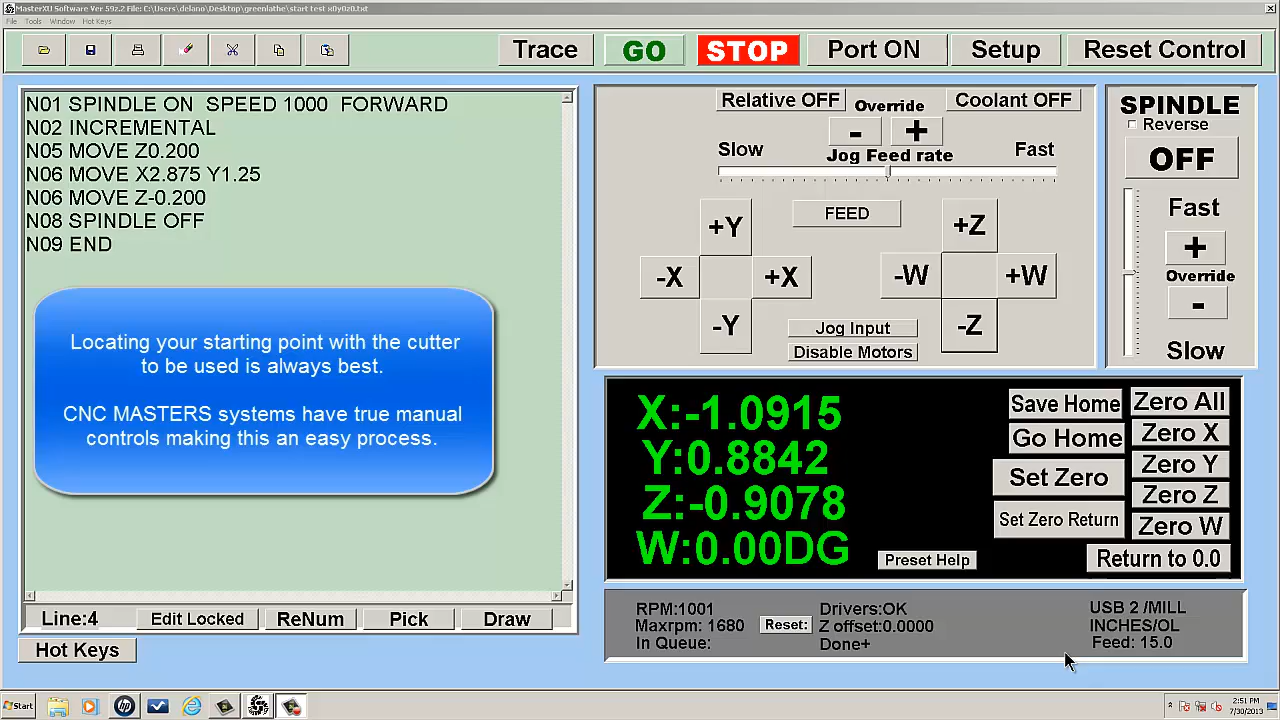 MasterXU Software Ver 59z.2 File: C:\Users\delano\Desktop\greenlathe\start test x0y0z0.txt
File Tools Window Hot Keys
Trace GO STOP Port ON Setup Reset Control
N01 SPINDLE ON  SPEED 1000  FORWARD
N02 INCREMENTAL
N05 MOVE Z0.200
N06 MOVE X2.875 Y1.25
N06 MOVE Z-0.200
N08 SPINDLE OFF
N09 END
Locating your starting point with the cutter
to be used is always best.
CNC MASTERS systems have true manual
controls making this an easy process.
Line:4 Edit Locked ReNum Pick Draw
Hot Keys
Relative OFF Override Coolant OFF
- +
Slow Jog Feed rate Fast
FEED
+Y +Z
-X +X -W +W
-Y -Z
Jog Input
Disable Motors
SPINDLE
Reverse
OFF
Fast
+
Override
-
Slow
X:-1.0915
Y:0.8842
Z:-0.9078
W:0.00DG
Preset Help
Save Home Zero All
Go Home Zero X
Set Zero Zero Y
Set Zero Return Zero Z
Zero W
Return to 0.0
RPM:1001 Drivers:OK USB 2 /MILL
Maxrpm: 1680 Reset: Z offset:0.0000 INCHES/OL
In Queue: Done+ Feed: 15.0
Start
2:51 PM
7/30/2013